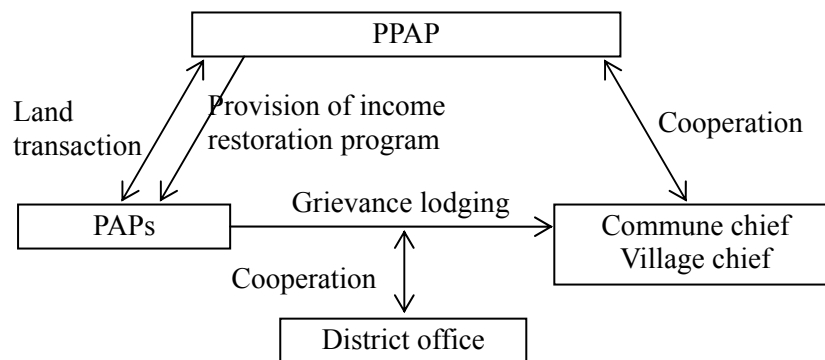 PPAP
Land
transaction
Provision of income
restoration program
Cooperation
PAPs
Grievance lodging
Commune chief
Village chief
Cooperation
District office